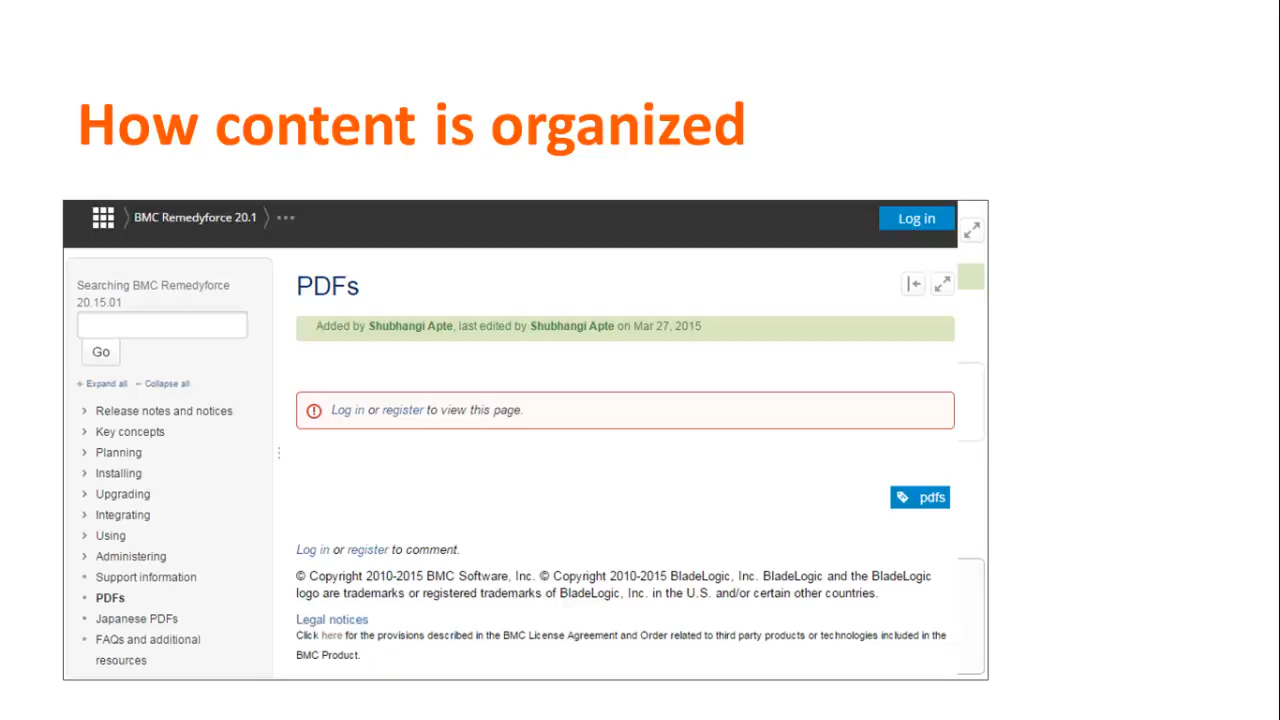 How content is organized
BMC Remedyforce 20.1
Log in
Searching BMC Remedyforce
20.15.01
Go
+ Expand all − Collapse all
Release notes and notices
Key concepts
Planning
Installing
Upgrading
Integrating
Using
Administering
Support information
PDFs
Japanese PDFs
FAQs and additional
resources
PDFs
Added by Shubhangi Apte, last edited by Shubhangi Apte on Mar 27, 2015
Log in or register to view this page.
pdfs
Log in or register to comment.
© Copyright 2010-2015 BMC Software, Inc. © Copyright 2010-2015 BladeLogic, Inc. BladeLogic and the BladeLogic
logo are trademarks or registered trademarks of BladeLogic, Inc. in the U.S. and/or certain other countries.
Legal notices
Click here for the provisions described in the BMC License Agreement and Order related to third party products or technologies included in the
BMC Product.